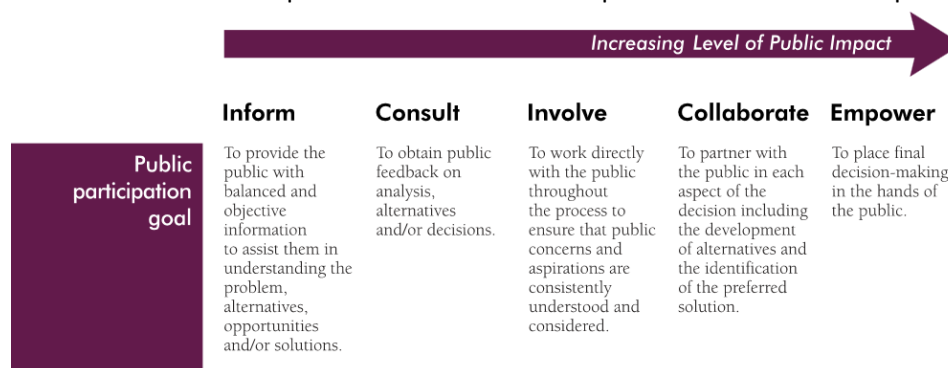 Increasing Level of Public Impact
Inform
Consult
Involve
Collaborate
Empower
Public
participation
goal
To provide the
public with
balanced and
objective
information
to assist them in
understanding the
problem,
alternatives,
opportunities
and/or solutions.
To obtain public
feedback on
analysis,
alternatives
and/or decisions.
To work directly
with the public
throughout
the process to
ensure that public
concerns and
aspirations are
consistently
understood and
considered.
To partner with
the public in each
aspect of the
decision including
the development
of alternatives and
the identification
of the preferred
solution.
To place final
decision-making
in the hands of
the public.